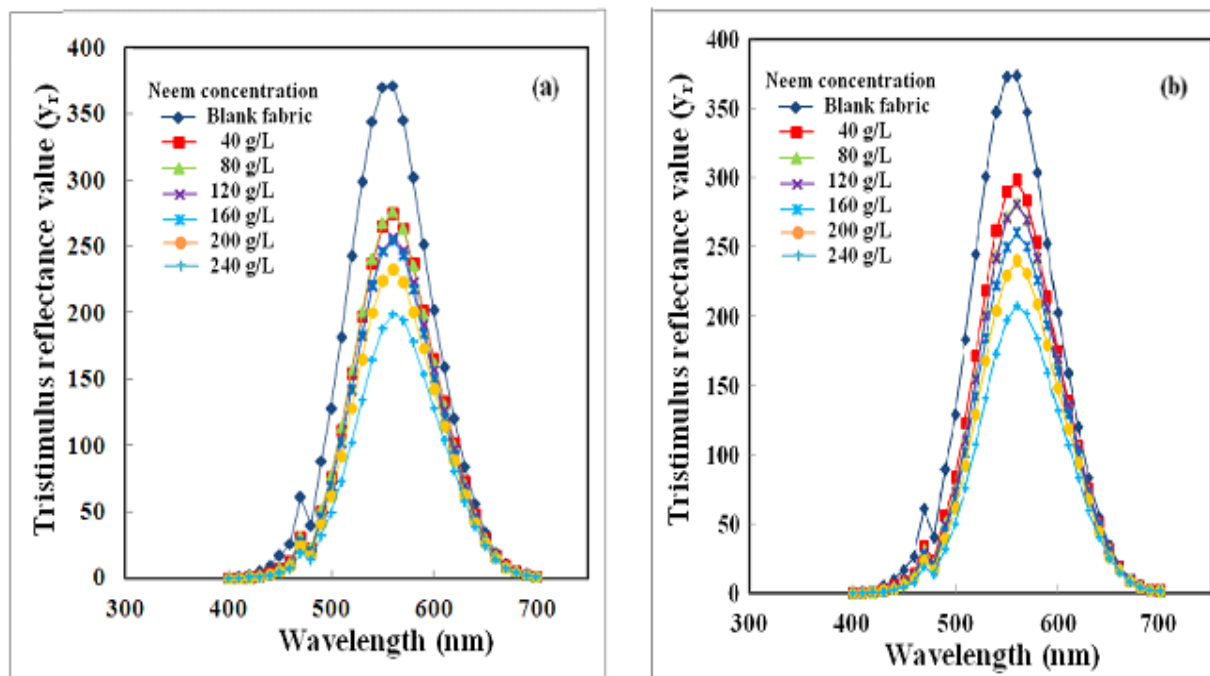 (a)
Neem concentration
Blank fabric
40 g/L
80 g/L
120 g/L
160 g/L
200 g/L
240 g/L
Tristimulus reflectance value (yr)
400
350
300
250
200
150
100
50
0
300
400
500
600
700
Wavelength (nm)
(b)
Neem concentration
Blank fabric
40 g/L
80 g/L
120 g/L
160 g/L
200 g/L
240 g/L
Tristimulus reflectance value (yr)
400
350
300
250
200
150
100
50
0
300
400
500
600
700
Wavelength (nm)